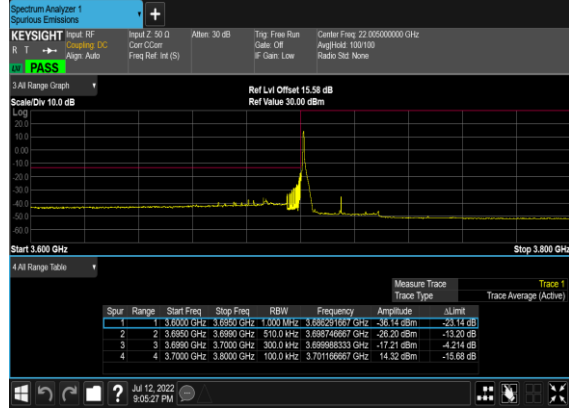 Spectrum Analyzer 1
Spurious Emissions
+
KEYSIGHT Input: RF Input Z: 50 Ω Atten: 30 dB Trig: Free Run Center Freq: 22.005000000 GHz
R T Coupling: DC Corr CCorr Gate: Off Avg|Hold: 100/100
Align: Auto Freq Ref: Int (S) IF Gain: Low Radio Std: None
LV PASS
3 All Range Graph
Ref Lvl Offset 15.58 dB
Scale/Div 10.0 dB Ref Value 30.00 dBm
Log
20.0
10.0
0.00
-10.0
-20.0
-30.0
-40.0
-50.0
-60.0
Start 3.600 GHz Stop 3.800 GHz
4 All Range Table
Measure Trace Trace 1
Trace Type Trace Average (Active)
Spur Range Start Freq Stop Freq RBW Frequency Amplitude ΔLimit
1 1 3.6000 GHz 3.6950 GHz 1.000 MHz 3.686291667 GHz -36.14 dBm -23.14 dB
2 2 3.6950 GHz 3.6990 GHz 510.0 kHz 3.698746667 GHz -26.20 dBm -13.20 dB
3 3 3.6990 GHz 3.7000 GHz 300.0 kHz 3.699988333 GHz -17.21 dBm -4.214 dB
4 4 3.7000 GHz 3.8000 GHz 100.0 kHz 3.701166667 GHz 14.32 dBm -15.68 dB
? Jul 12, 2022
9:05:27 PM